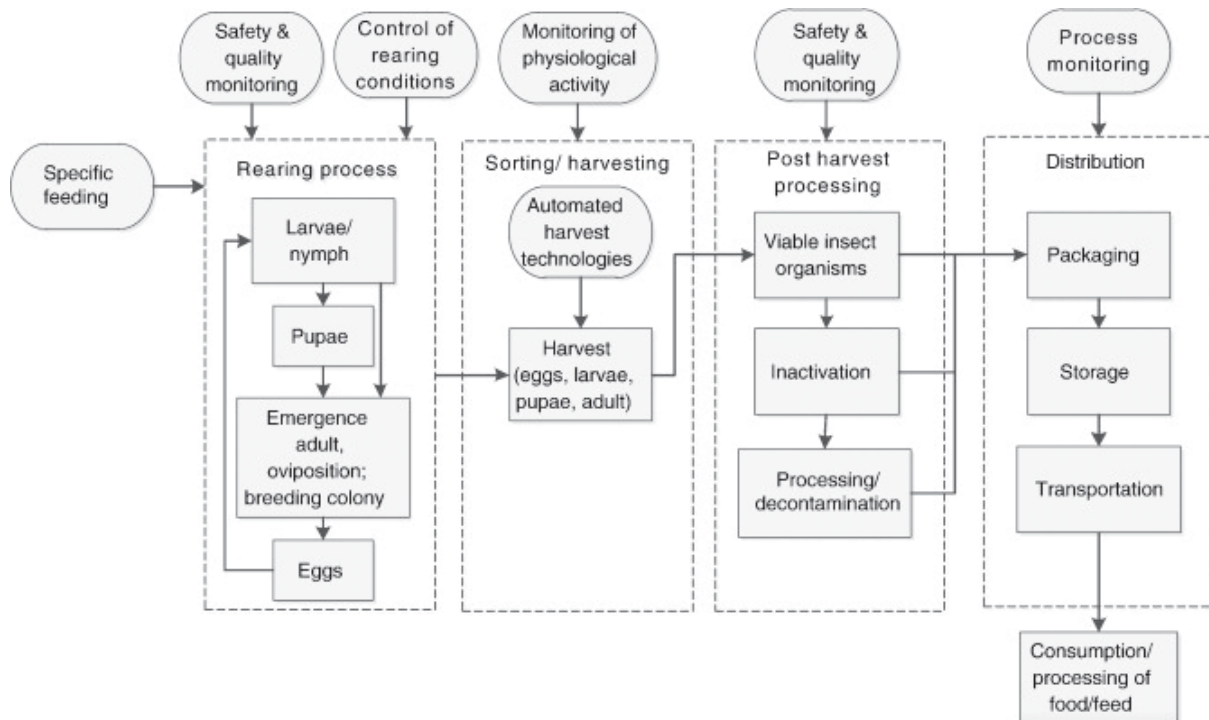 Safety &
quality
monitoring
Control of
rearing
conditions
Monitoring of
physiological
activity
Safety &
quality
monitoring
Process
monitoring
Specific
feeding
Rearing process
Larvae/
nymph
Pupae
Emergence
adult,
oviposition;
breeding colony
Eggs
Sorting/ harvesting
Automated
harvest
technologies
Harvest
(eggs, larvae,
pupae, adult)
Post harvest
processing
Viable insect
organisms
Inactivation
Processing/
decontamination
Distribution
Packaging
Storage
Transportation
Consumption/
processing of
food/feed